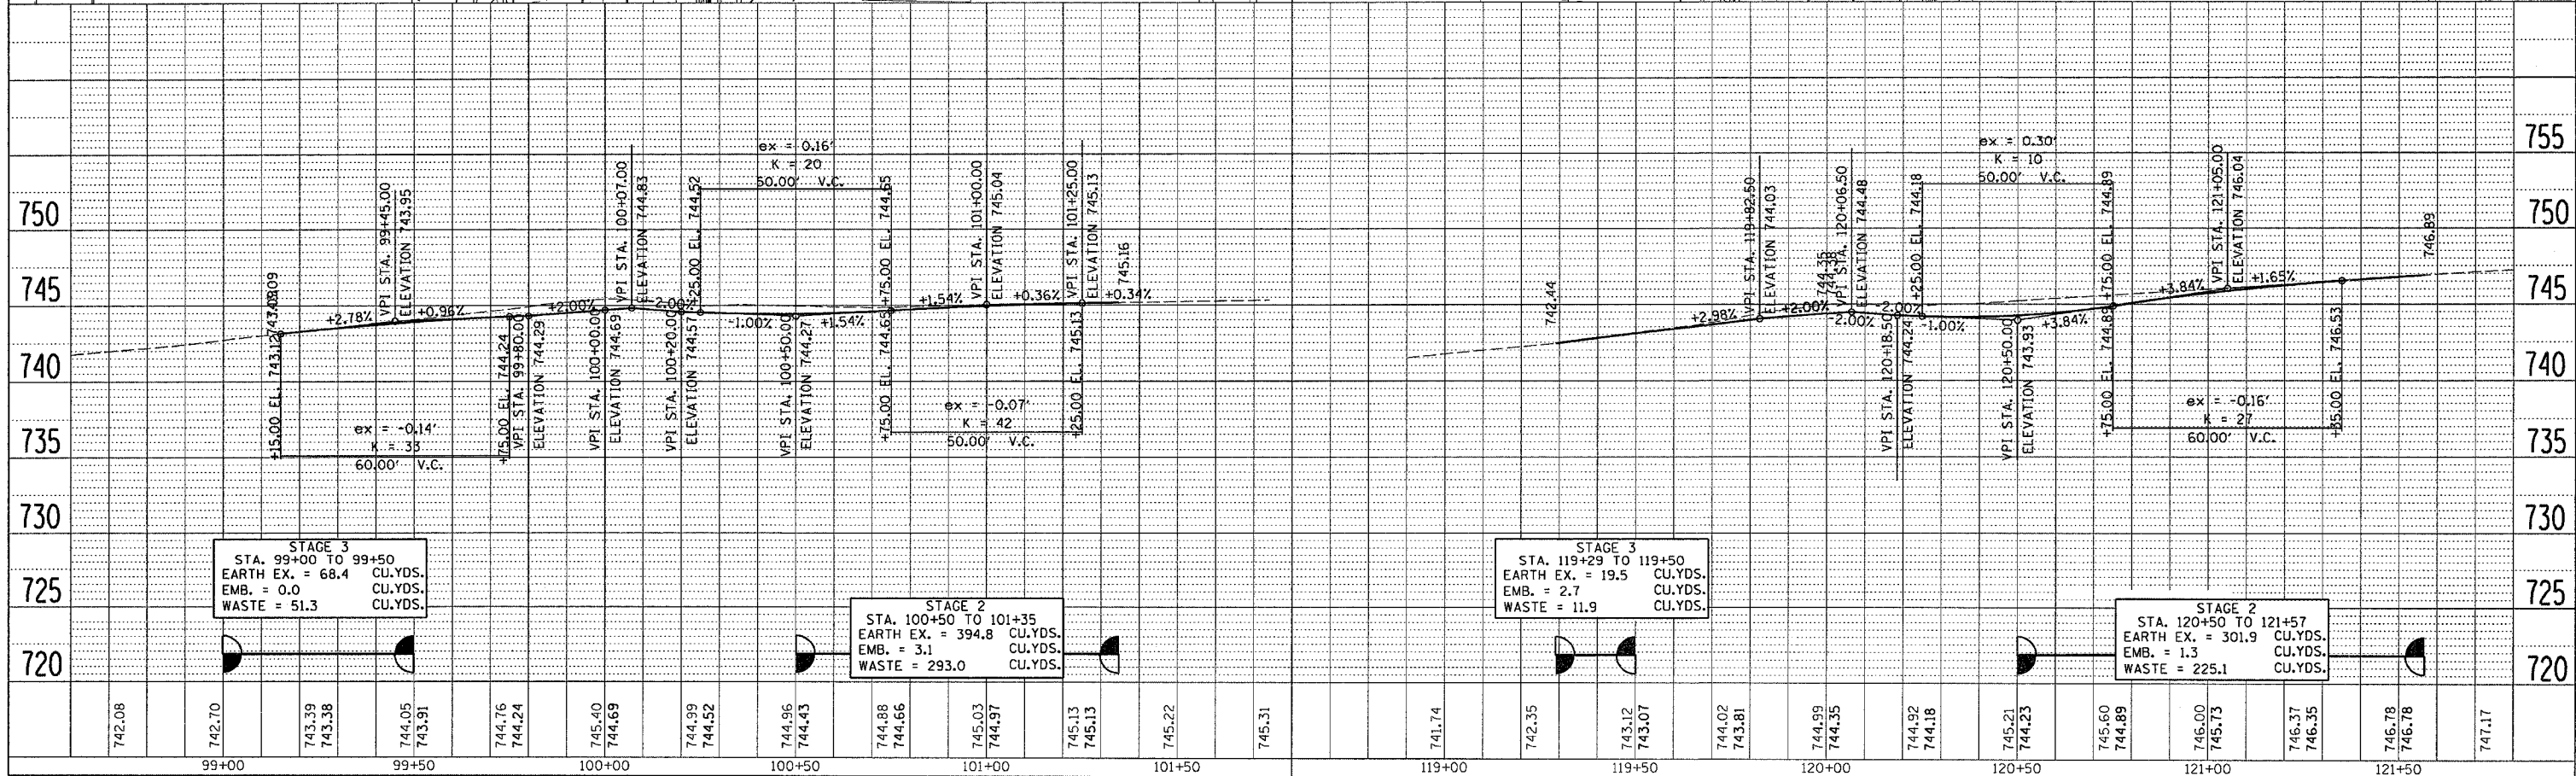 755
750
745
740
735
730
725
720
+15.00 EL. 743.12
+2.78%
VPI STA. 99+45.00
ELEVATION 743.95
+0.96%
ex = -0.14'
K = 33
60.00' V.C.
+75.00 EL. 744.24
VPI STA. 99+80.00
ELEVATION 744.29
+2.00%
VPI STA. 100+00.00
ELEVATION 744.69
VPI STA. 100+07.00
ELEVATION 744.83
-2.00%
VPI STA. 100+20.00
ELEVATION 744.57
+25.00 EL. 744.52
ex = 0.16'
K = 20
50.00' V.C.
-1.00%
VPI STA. 100+50.00
ELEVATION 744.27
+1.54%
+75.00 EL. 744.65
+75.00 EL. 744.65
+1.54%
VPI STA. 101+00.00
ELEVATION 745.04
+0.36%
ex = -0.07'
K = 42
50.00' V.C.
VPI STA. 101+25.00
ELEVATION 745.13
+25.00 EL. 745.13
745.16
+0.34%
742.44
+2.98%
VPI STA. 119+82.50
ELEVATION 744.03
+2.00%
744.35
744.38
VPI STA. 120+06.50
ELEVATION 744.48
-2.00%
-2.00%
VPI STA. 120+18.50
ELEVATION 744.24
+25.00 EL. 744.18
-1.00%
ex = 0.30'
K = 10
50.00' V.C.
VPI STA. 120+50.00
ELEVATION 743.93
+3.84%
+75.00 EL. 744.89
+75.00 EL. 744.89
+3.84%
VPI STA. 121+05.00
ELEVATION 746.04
+1.65%
ex = -0.16'
K = 27
60.00' V.C.
+35.00 EL. 746.53
746.89
755
750
745
740
735
730
725
720
STAGE 3
STA. 99+00 TO 99+50
EARTH EX. = 68.4 CU.YDS.
EMB. = 0.0 CU.YDS.
WASTE = 51.3 CU.YDS.
STAGE 2
STA. 100+50 TO 101+35
EARTH EX. = 394.8 CU.YDS.
EMB. = 3.1 CU.YDS.
WASTE = 293.0 CU.YDS.
STAGE 3
STA. 119+29 TO 119+50
EARTH EX. = 19.5 CU.YDS.
EMB. = 2.7 CU.YDS.
WASTE = 11.9 CU.YDS.
STAGE 2
STA. 120+50 TO 121+57
EARTH EX. = 301.9 CU.YDS.
EMB. = 1.3 CU.YDS.
WASTE = 225.1 CU.YDS.
742.08
742.70
743.39
743.38
744.05
743.91
744.76
744.24
745.40
744.69
744.99
744.52
744.96
744.43
744.88
744.66
745.03
744.97
745.13
745.13
745.22
745.31
741.74
742.35
743.12
743.07
744.02
743.81
744.99
744.35
744.92
744.18
745.21
744.23
745.60
744.89
746.00
745.73
746.37
746.35
746.78
746.78
747.17
99+00
99+50
100+00
100+50
101+00
101+50
119+00
119+50
120+00
120+50
121+00
121+50